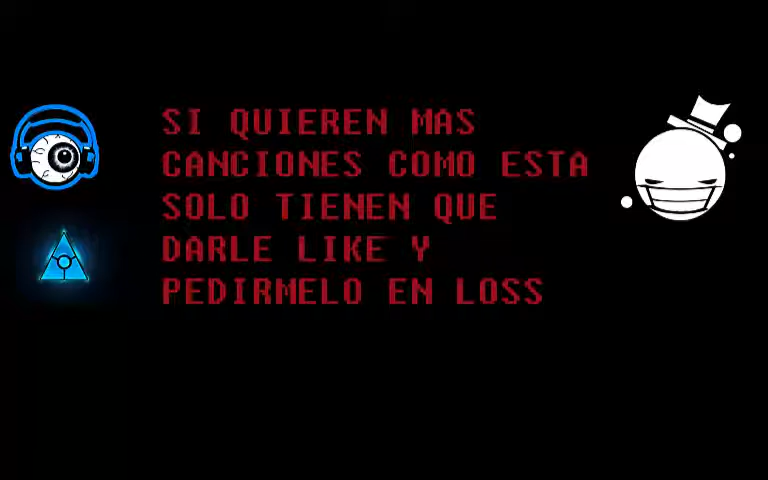 SI QUIEREN MAS
CANCIONES COMO ESTA
SOLO TIENEN QUE
DARLE LIKE Y
PEDIRMELO EN LOSS